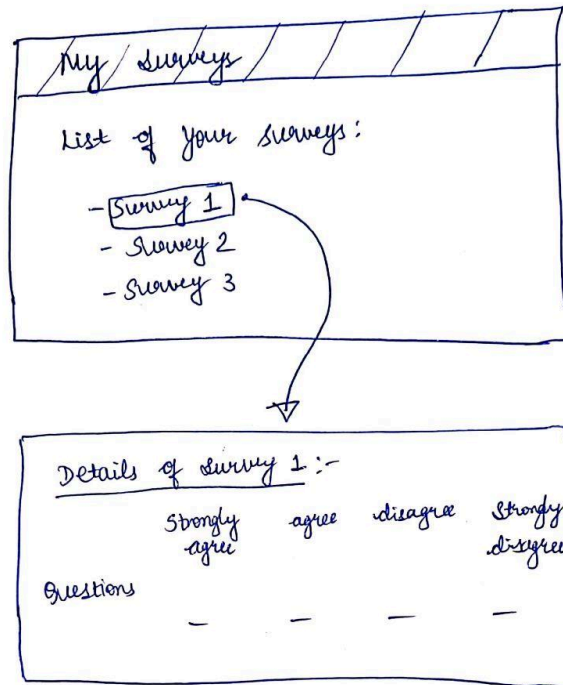 My surveys
List of your surveys:
- Survey 1
- Survey 2
- Survey 3
Details of survey 1 :-
Strongly agree disagree Strongly
agree disagree
Questions
— — — —